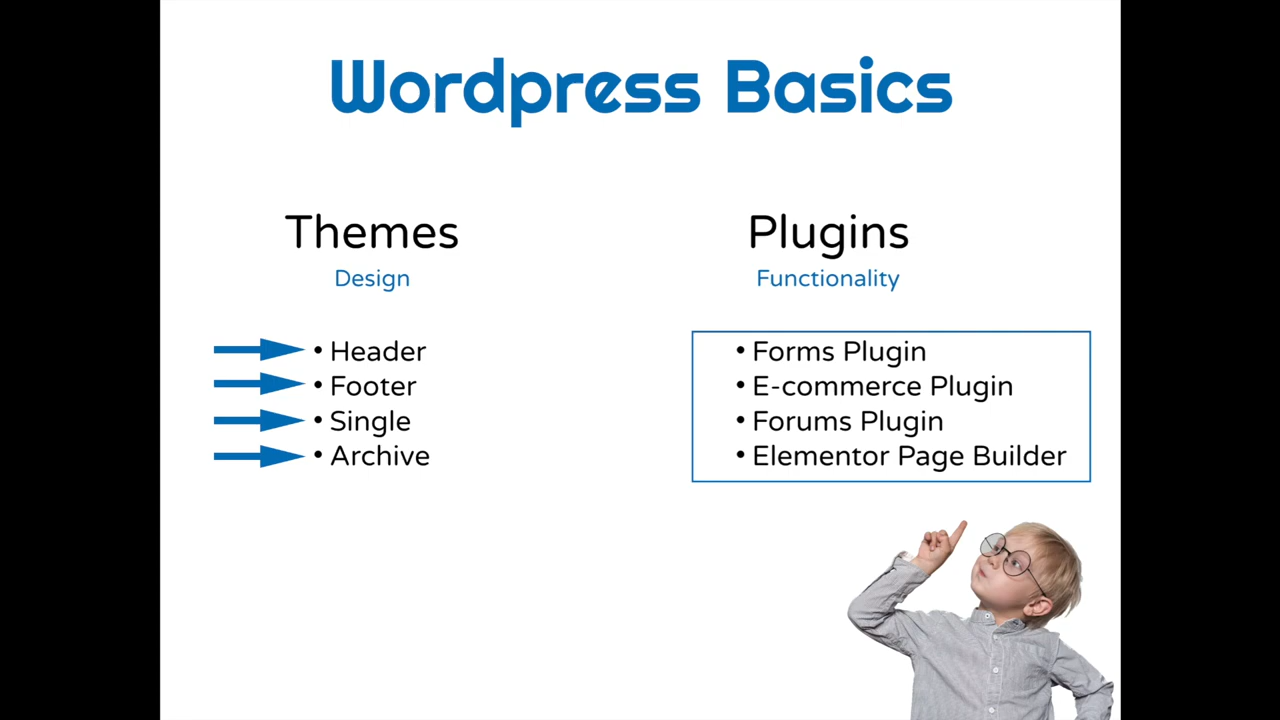 Wordpress Basics
Themes
Design
• Header
• Footer
• Single
• Archive
Plugins
Functionality
• Forms Plugin
• E-commerce Plugin
• Forums Plugin
• Elementor Page Builder